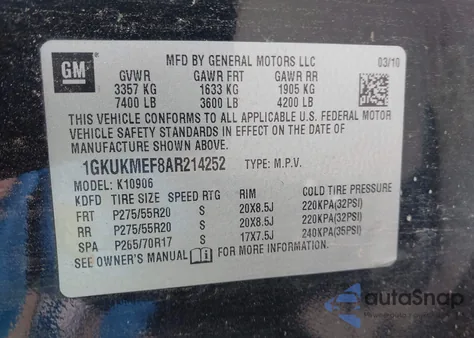 GM
MFD BY GENERAL MOTORS LLC 03/10
GVWR GAWR FRT GAWR RR
3357 KG 1633 KG 1905 KG
7400 LB 3600 LB 4200 LB
THIS VEHICLE CONFORMS TO ALL APPLICABLE U.S. FEDERAL MOTOR
VEHICLE SAFETY STANDARDS IN EFFECT ON THE DATE OF
MANUFACTURE SHOWN ABOVE.
1GKUKMEF8AR214252 TYPE: M.P.V.
MODEL: K10906
KDFD TIRE SIZE SPEED RTG RIM COLD TIRE PRESSURE
FRT P275/55R20 S 20X8.5J 220KPA(32PSI)
RR P275/55R20 S 20X8.5J 220KPA(32PSI)
SPA P265/70R17 S 17X7.5J 240KPA(35PSI)
SEE OWNER'S MANUAL FOR MORE INFORMATION
autoSnap